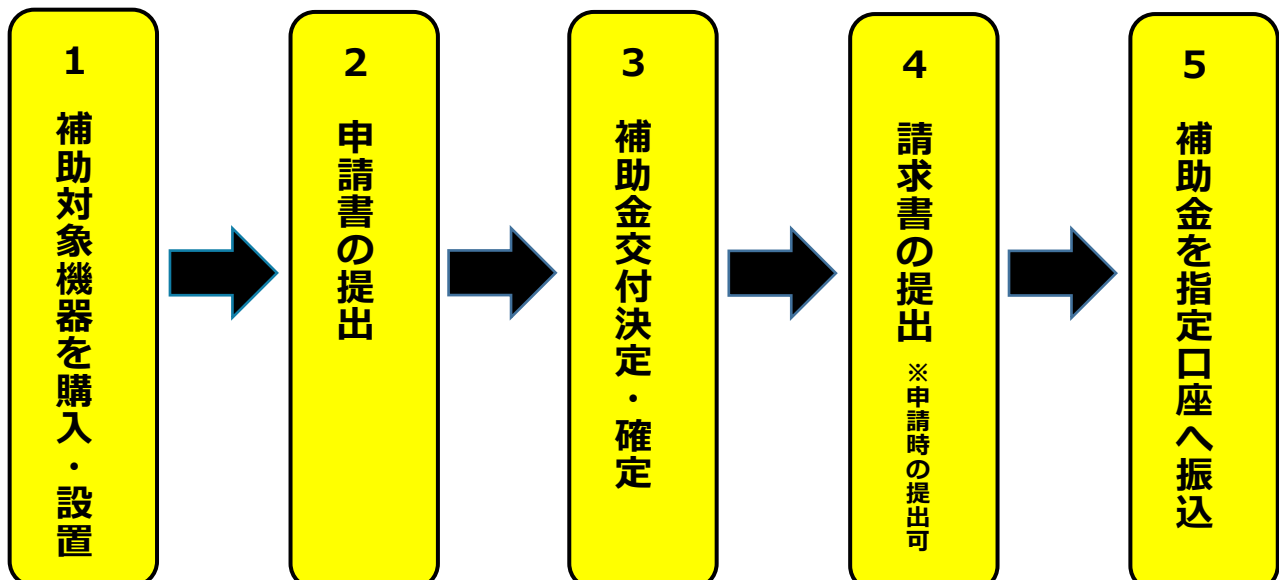 1
補助対象機器を購入・設置
2
申請書の提出
3
補助金交付決定・確定
4
請求書の提出 ※申請時の提出可
5
補助金を指定口座へ振込